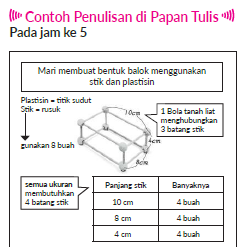 Contoh Penulisan di Papan Tulis
Pada jam ke 5
Mari membuat bentuk balok menggunakan
stik dan plastisin
Plastisin = titik sudut
Stik = rusuk
gunakan 8 buah
10cm
4cm
8cm
1 Bola tanah liat
menghubungkan
3 batang stik
semua ukuran
membutuhkan
4 batang stik
Panjang stik Banyaknya
10 cm 4 buah
8 cm 4 buah
4 cm 4 buah